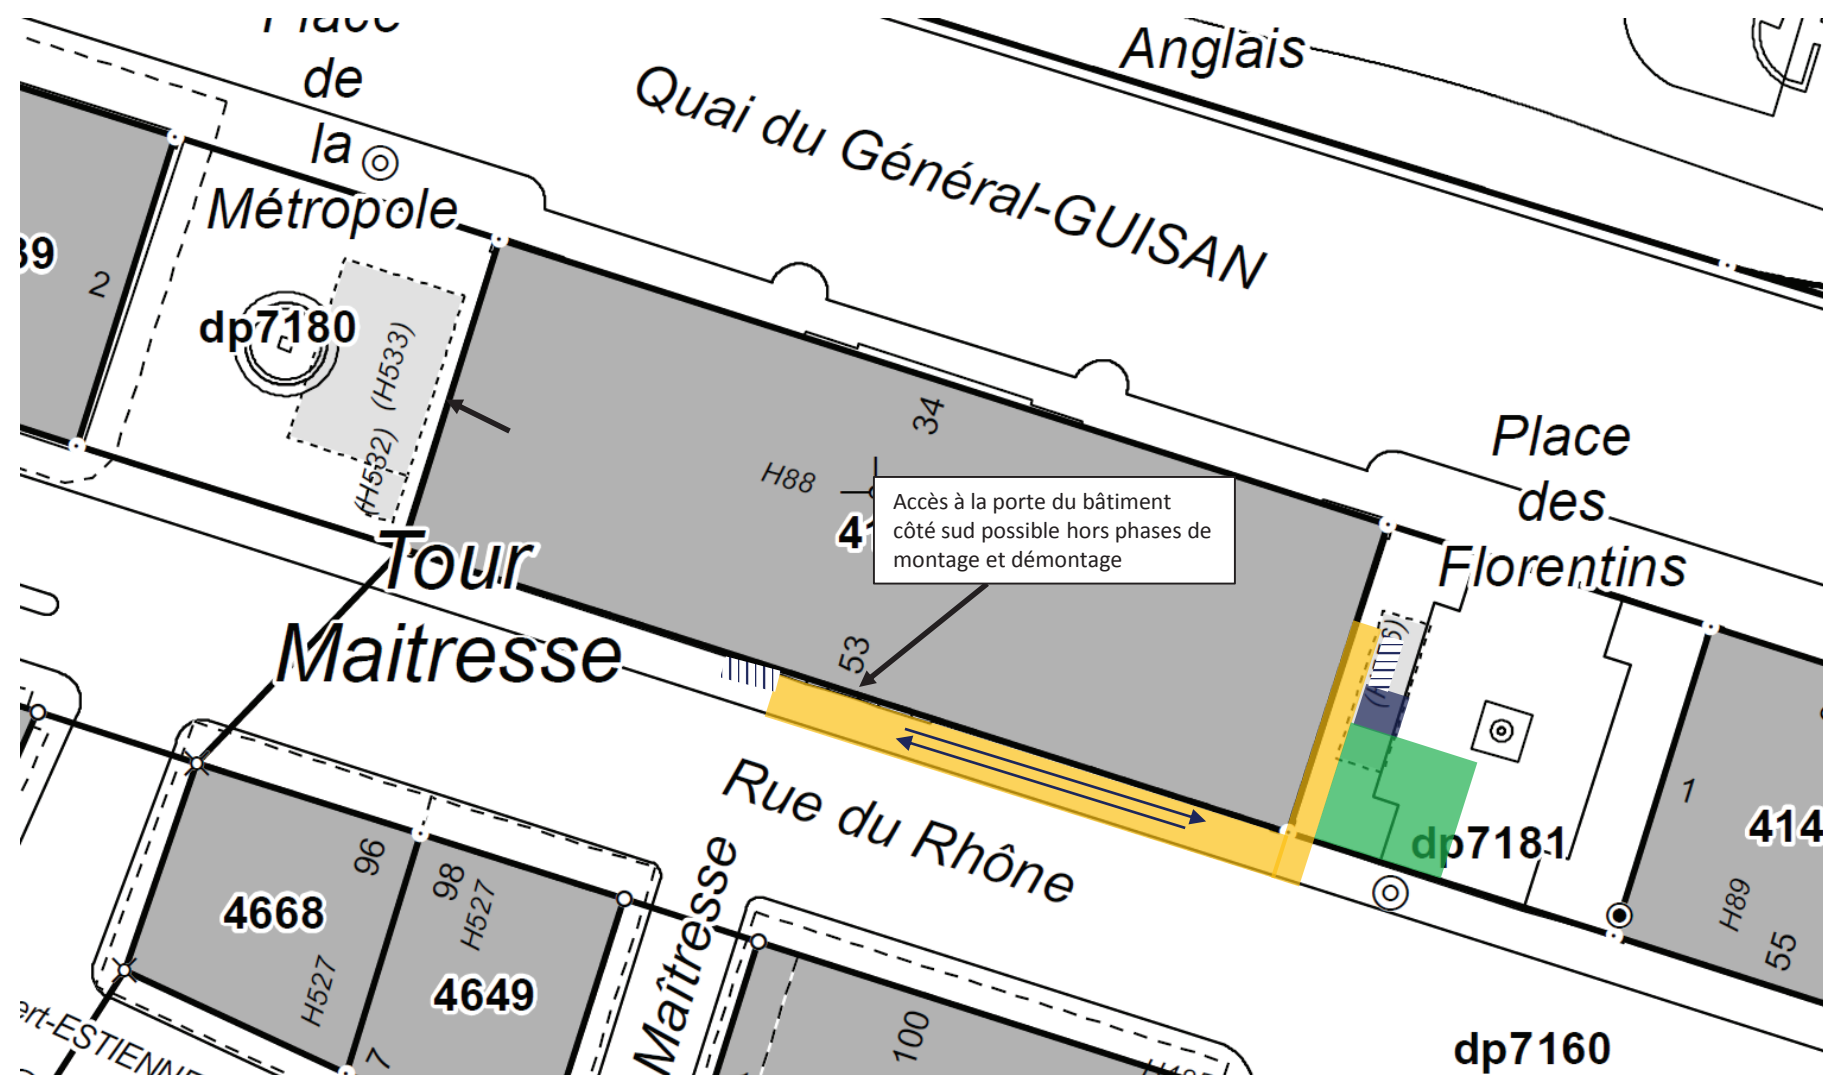 Place
de
la
Métropole
Quai du Général-GUISAN
Anglais
39
2
dp7180
(H533)
(H532)
34
H88
Accès à la porte du bâtiment
côté sud possible hors phases de
montage et démontage
Place
des
Florentins
Tour
Maitresse
53
Rue du Rhône
dp7181
1
414
H89
55
96
98
H527
4668
H527
4649
7
Maîtresse
100
dp7160